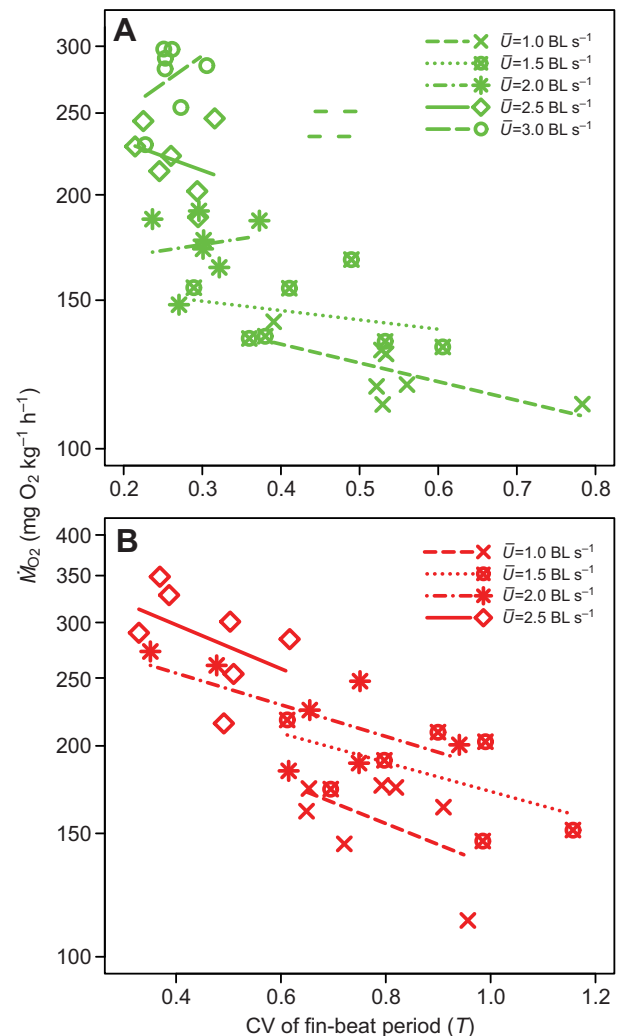 A
300
250
200
150
100
Ū=1.0 BL s⁻¹
Ū=1.5 BL s⁻¹
Ū=2.0 BL s⁻¹
Ū=2.5 BL s⁻¹
Ū=3.0 BL s⁻¹
0.2 0.3 0.4 0.5 0.6 0.7 0.8
ṀO₂ (mg O₂ kg⁻¹ h⁻¹)
B
400
350
300
250
200
150
100
Ū=1.0 BL s⁻¹
Ū=1.5 BL s⁻¹
Ū=2.0 BL s⁻¹
Ū=2.5 BL s⁻¹
0.4 0.6 0.8 1.0 1.2
CV of fin-beat period (T)